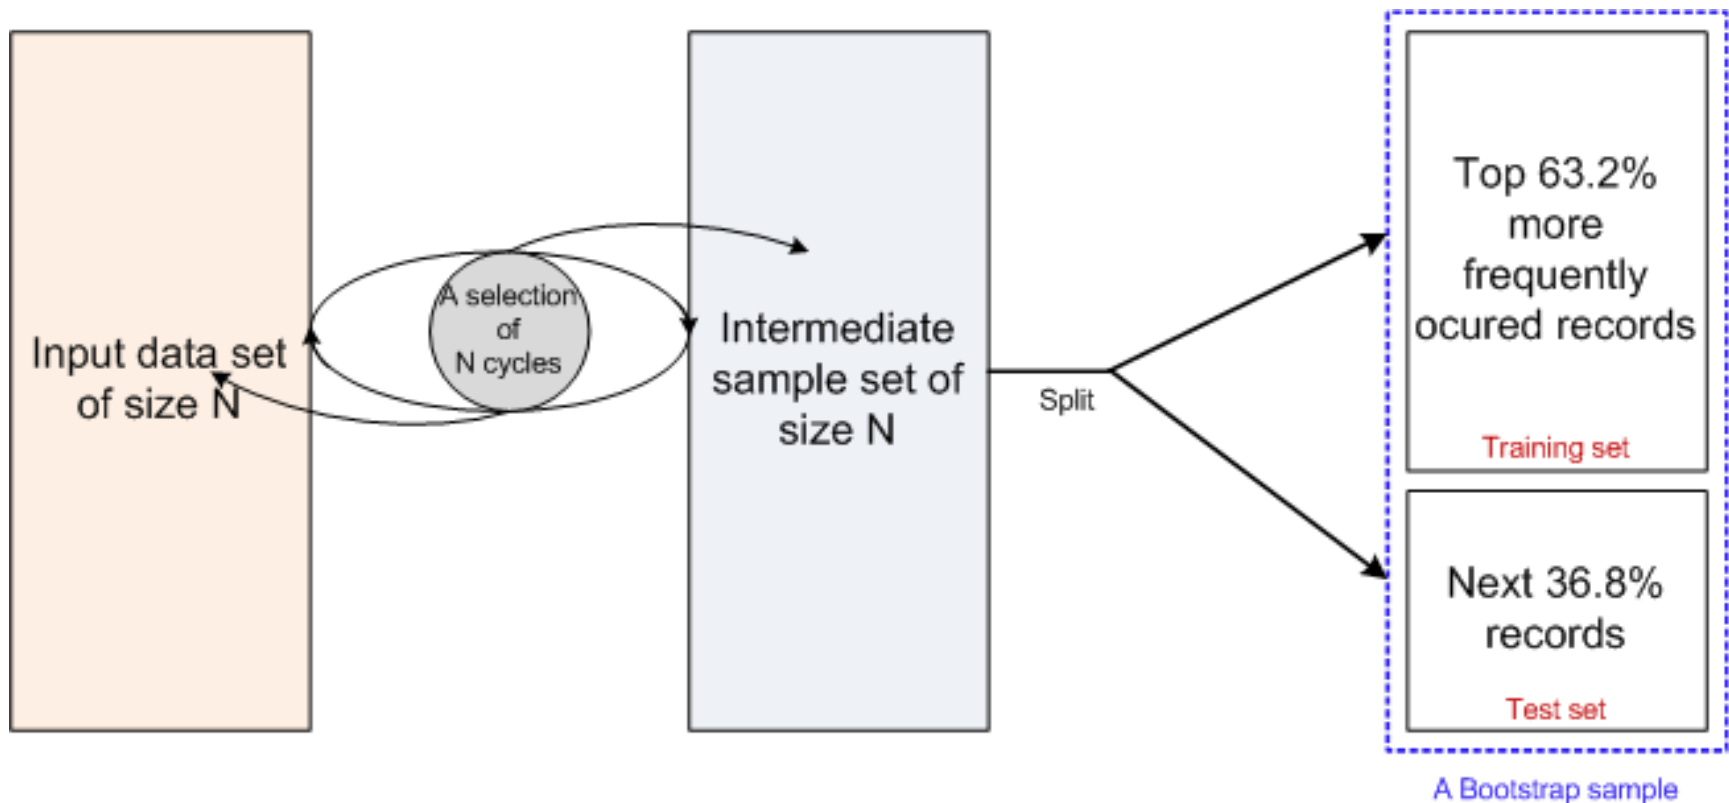 Input data set
of size N
A selection
of
N cycles
Intermediate
sample set of
size N
Split
Top 63.2%
more
frequently
ocured records
Training set
Next 36.8%
records
Test set
A Bootstrap sample